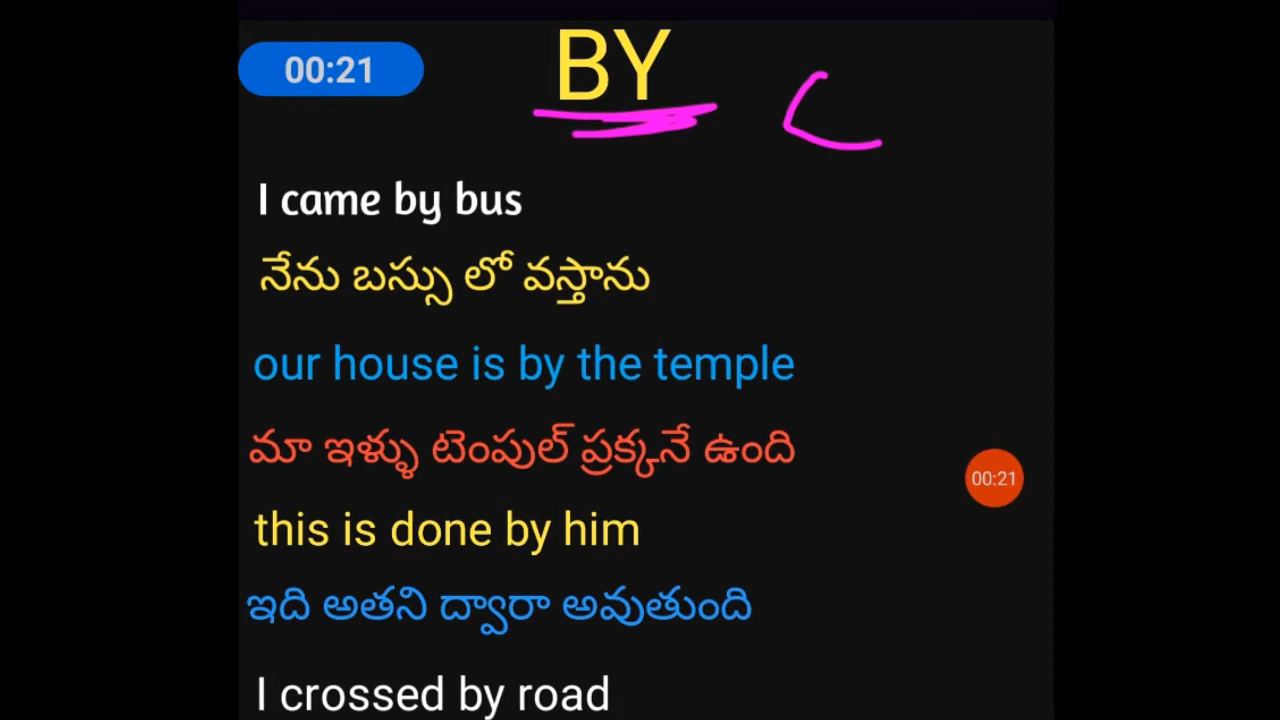 00:21
BY
I came by bus
నేను బస్సు లో వస్తాను
our house is by the temple
మా ఇళ్ళు టెంపుల్ ప్రక్కనే ఉంది
00:21
this is done by him
ఇది అతని ద్వారా అవుతుంది
I crossed by road